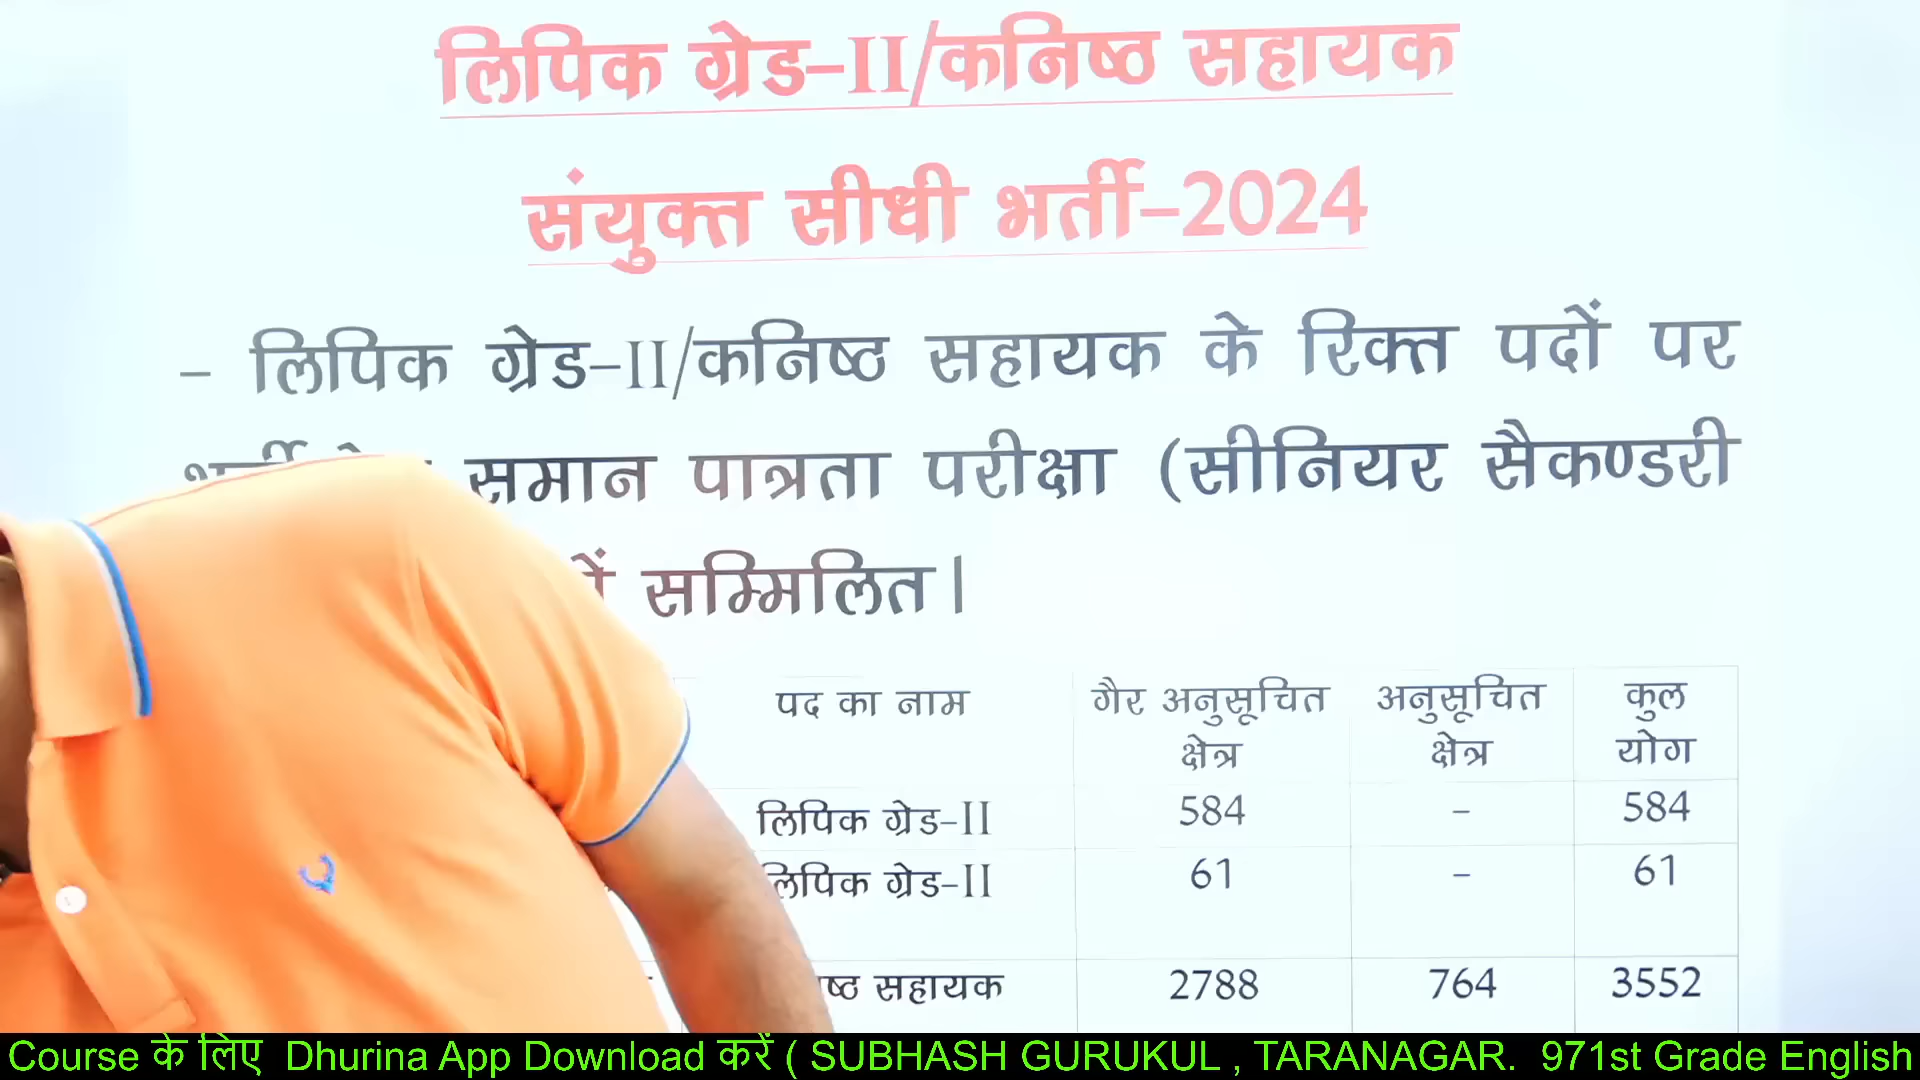 लिपिक ग्रेड–II/कनिष्ठ सहायक
संयुक्त सीधी भर्ती–2024
– लिपिक ग्रेड–II/कनिष्ठ सहायक के रिक्त पदों पर
समान पात्रता परीक्षा (सीनियर सैकण्डरी
सम्मिलित।
पद का नाम गैर अनुसूचित क्षेत्र अनुसूचित क्षेत्र कुल योग
लिपिक ग्रेड–II 584 – 584
लिपिक ग्रेड–II 61 – 61
सहायक 2788 764 3552
Course के लिए Dhurina App Download करें ( SUBHASH GURUKUL , TARANAGAR. 971st Grade English